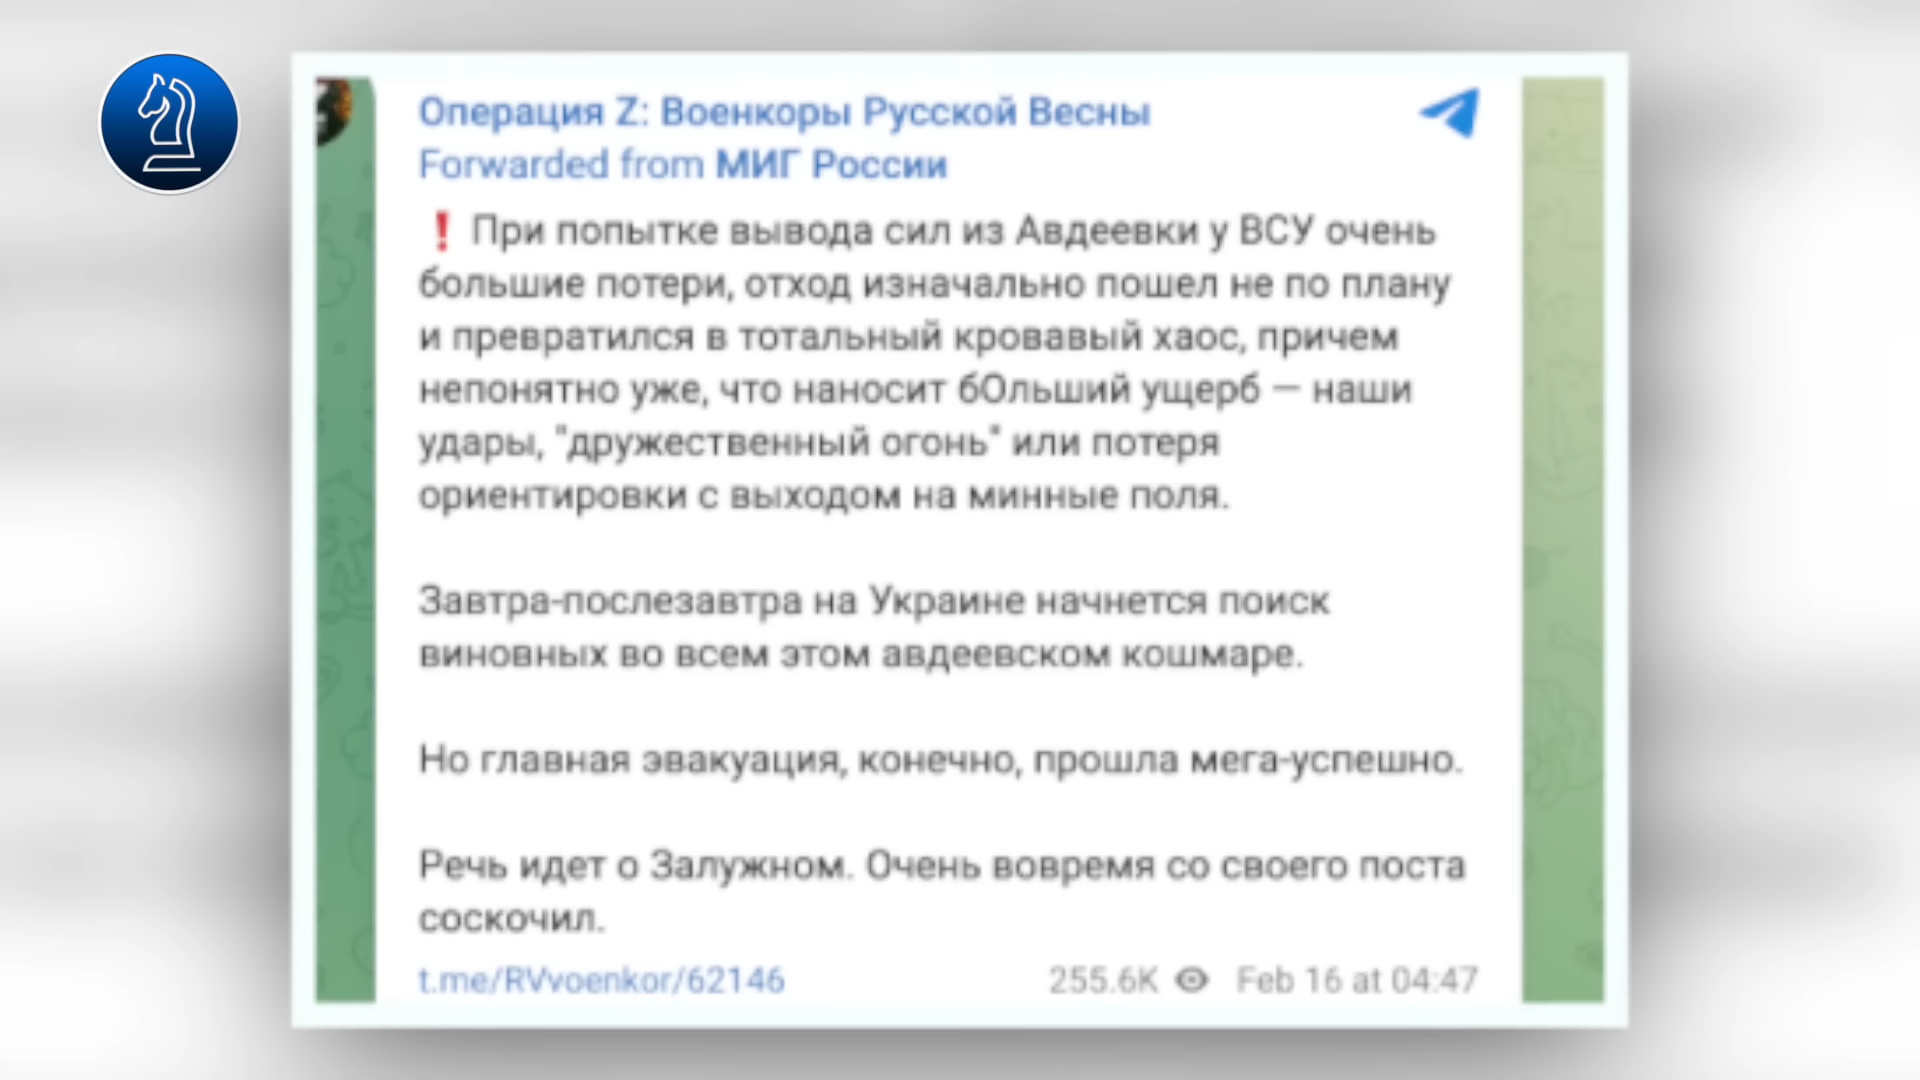 Операция Z: Военкоры Русской Весны
Forwarded from МИГ России
❗ При попытке вывода сил из Авдеевки у ВСУ очень
большие потери, отход изначально пошел не по плану
и превратился в тотальный кровавый хаос, причем
непонятно уже, что наносит бОльший ущерб — наши
удары, "дружественный огонь" или потеря
ориентировки с выходом на минные поля.
Завтра-послезавтра на Украине начнется поиск
виновных во всем этом авдеевском кошмаре.
Но главная эвакуация, конечно, прошла мега-успешно.
Речь идет о Залужном. Очень вовремя со своего поста
соскочил.
t.me/RVvoenkor/62146 255.6K Feb 16 at 04:47